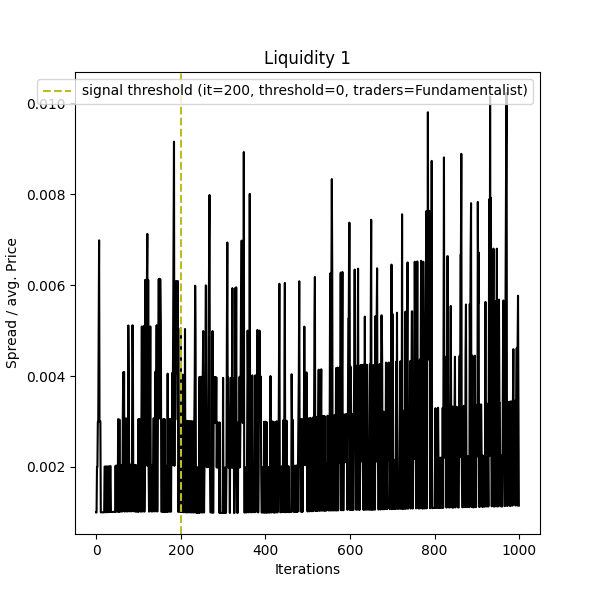 Liquidity 1
signal threshold (it=200, threshold=0, traders=Fundamentalist)
0.010
0.008
0.006
0.004
0.002
Spread / avg. Price
0 200 400 600 800 1000
Iterations